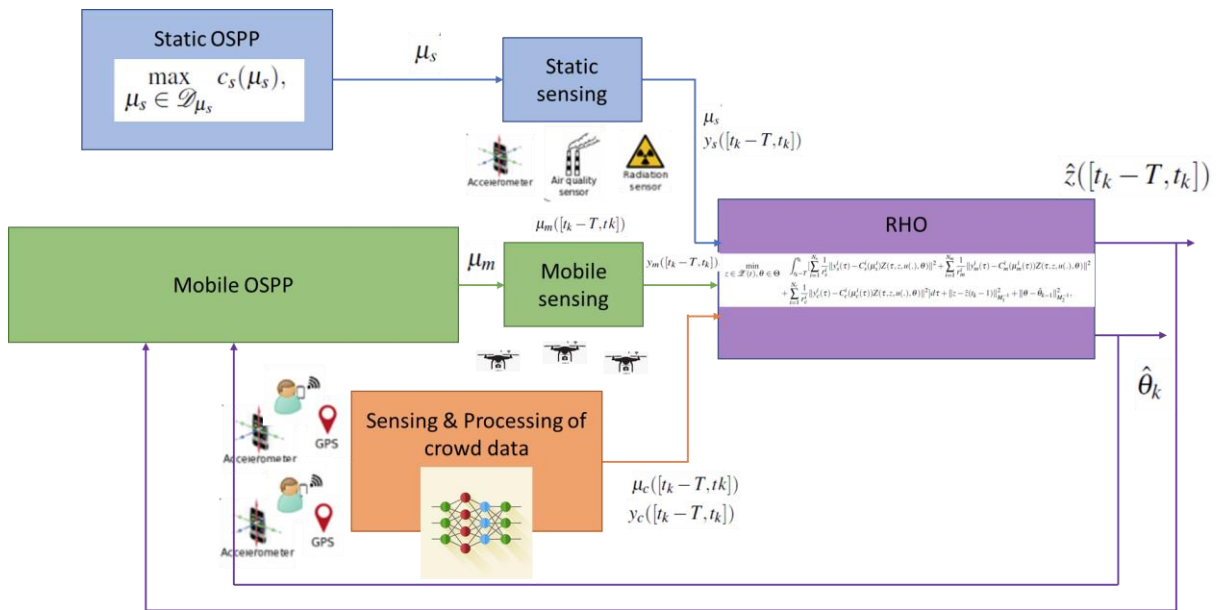 Static OSPP
max c_s(μ_s),
μ_s ∈ 𝒟_{μ_s}
μ_s
Static
sensing
Accelerometer
Air quality
sensor
Radiation
sensor
μ_s
y_s([t_k − T, t_k])
ẑ([t_k − T, t_k])
Mobile OSPP
μ_m
μ_m([t_k − T, tk])
Mobile
sensing
y_m([t_k − T, t_k])
RHO
min
Sensing & Processing of
crowd data
GPS
Accelerometer
GPS
Accelerometer
μ_c([t_k − T, tk])
y_c([t_k − T, t_k])
θ̂_k